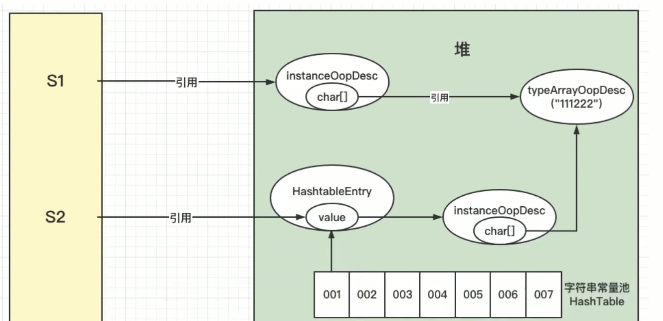 堆
S1
引用
instanceOopDesc
char[]
引用
typeArrayOopDesc
("111222")
S2
引用
HashtableEntry
value
instanceOopDesc
char[]
001 002 003 004 005 006 007
字符串常量池
HashTable